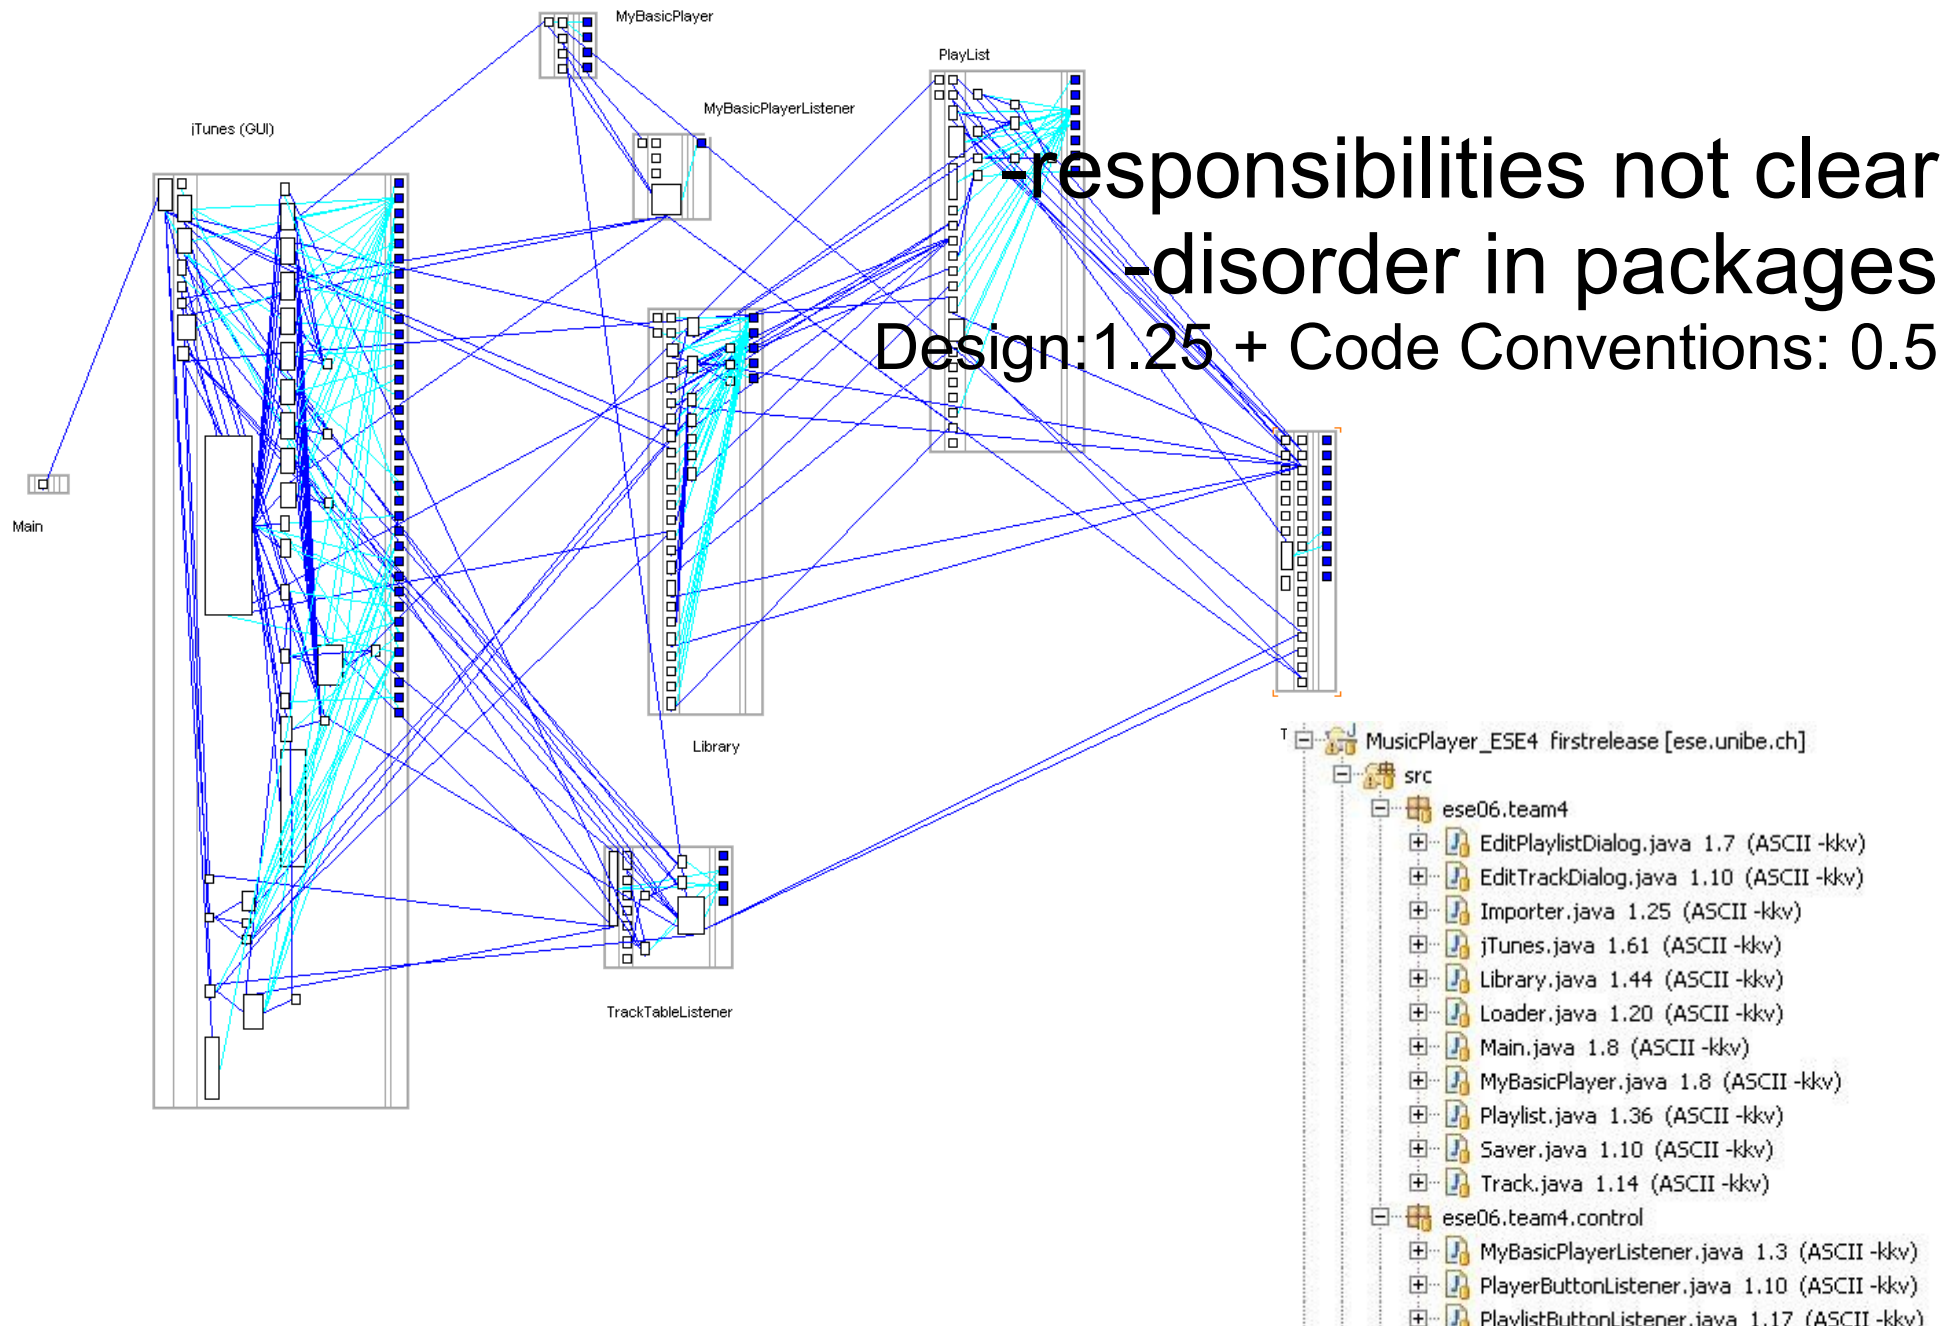 MyBasicPlayer
PlayList
MyBasicPlayerListener
jTunes (GUI)
-responsibilities not clear
-disorder in packages
Design:1.25 + Code Conventions: 0.5
Main
Library
TrackTableListener
T
MusicPlayer_ESE4 firstrelease [ese.unibe.ch]
src
ese06.team4
EditPlaylistDialog.java 1.7 (ASCII -kkv)
EditTrackDialog.java 1.10 (ASCII -kkv)
Importer.java 1.25 (ASCII -kkv)
jTunes.java 1.61 (ASCII -kkv)
Library.java 1.44 (ASCII -kkv)
Loader.java 1.20 (ASCII -kkv)
Main.java 1.8 (ASCII -kkv)
MyBasicPlayer.java 1.8 (ASCII -kkv)
Playlist.java 1.36 (ASCII -kkv)
Saver.java 1.10 (ASCII -kkv)
Track.java 1.14 (ASCII -kkv)
ese06.team4.control
MyBasicPlayerListener.java 1.3 (ASCII -kkv)
PlayerButtonListener.java 1.10 (ASCII -kkv)
PlaylistButtonListener.java 1.17 (ASCII -kkv)